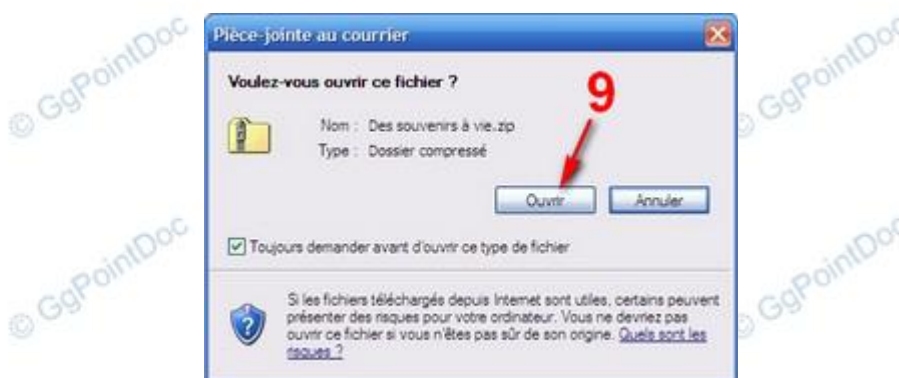 Pièce-jointe au courrier
Voulez-vous ouvrir ce fichier ?
9
Nom : Des souvenirs à vie.zip
Type : Dossier compressé
Ouvrir
Annuler
Toujours demander avant d'ouvrir ce type de fichier
Si les fichiers téléchargés depuis Internet sont utiles, certains peuvent
présenter des risques pour votre ordinateur. Vous ne devriez pas
ouvrir ce fichier si vous n'êtes pas sûr de son origine. Quels sont les
risques ?
© GgPointDoc
© GgPointDoc
© GgPointDoc
© GgPointDoc